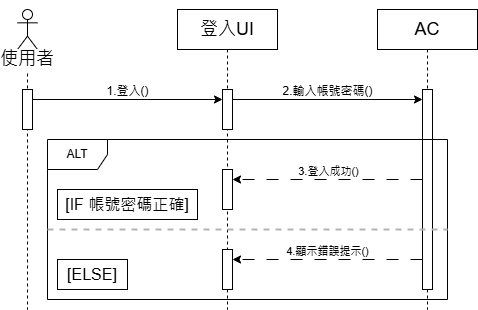 使用者
登入UI
AC
1.登入()
2.輸入帳號密碼()
ALT
3.登入成功()
[IF 帳號密碼正確]
4.顯示錯誤提示()
[ELSE]